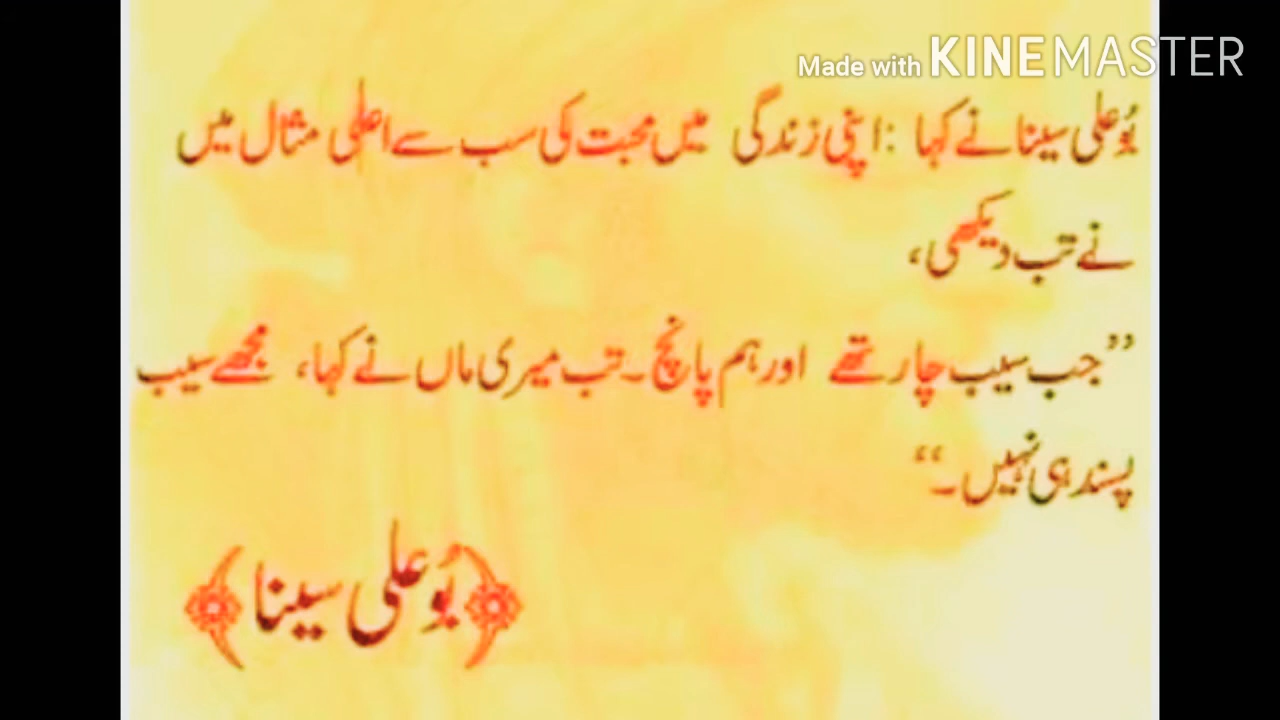 Made with KINEMASTER
بُوعلی سینا نے کہا :اپنی زندگی میں محبت کی سب سے اعلٰی مثال میں
نے تب دیکھی،
”جب سیب چار تھے اور ہم پانچ۔ تب میری ماں نے کہا، مجھے سیب
پسند ہی نہیں۔“
﴿بُوعلی سینا﴾